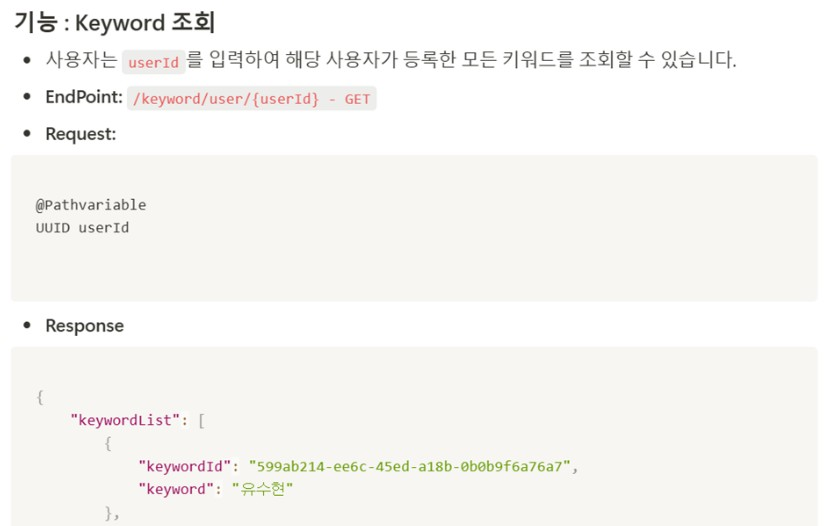 기능 : Keyword 조회
• 사용자는 userId 를 입력하여 해당 사용자가 등록한 모든 키워드를 조회할 수 있습니다.
• EndPoint: /keyword/user/{userId} - GET
• Request:
@Pathvariable
UUID userId
• Response
{
"keywordList": [
{
"keywordId": "599ab214-ee6c-45ed-a18b-0b0b9f6a76a7",
"keyword": "유수현"
},